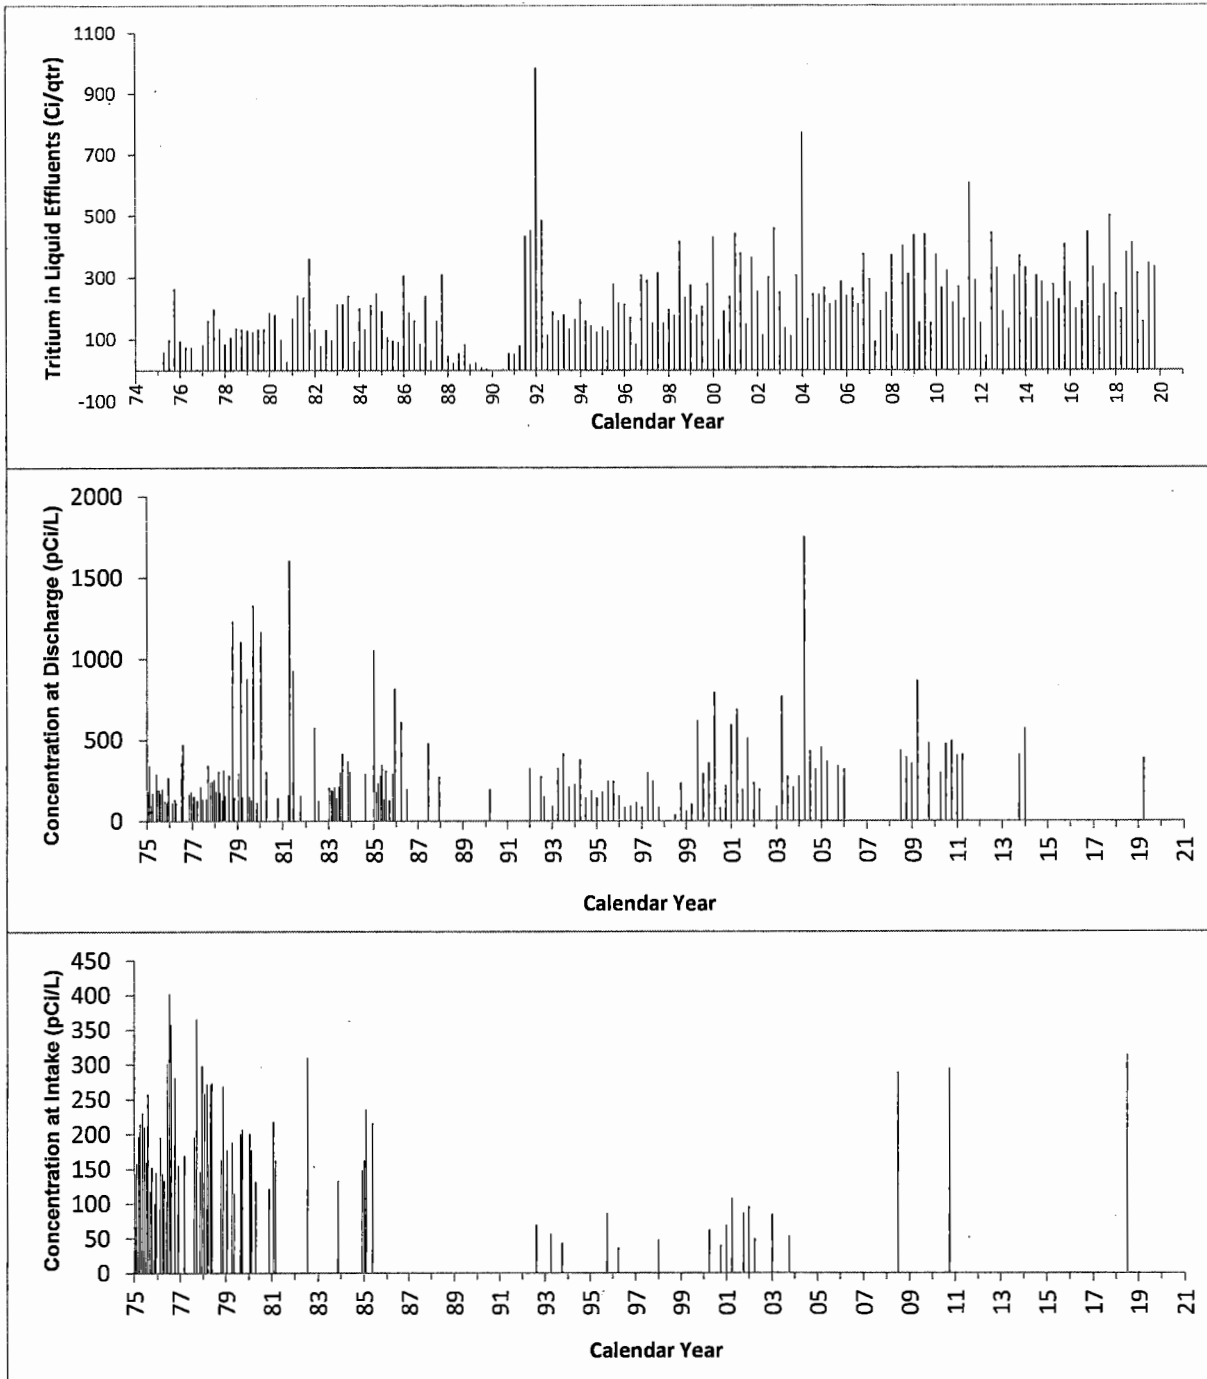 Tritium in Liquid Effluents (Ci/qtr)
1100
900
700
500
300
100
-100
74 76 78 80 82 84 86 88 90 92 94 96 98 00 02 04 06 08 10 12 14 16 18 20
Calendar Year
Concentration at Discharge (pCi/L)
2000
1500
1000
500
0
75 77 79 81 83 85 87 89 91 93 95 97 99 01 03 05 07 09 11 13 15 17 19 21
Calendar Year
Concentration at Intake (pCi/L)
450
400
350
300
250
200
150
100
50
0
75 77 79 81 83 85 87 89 91 93 95 97 99 01 03 05 07 09 11 13 15 17 19 21
Calendar Year